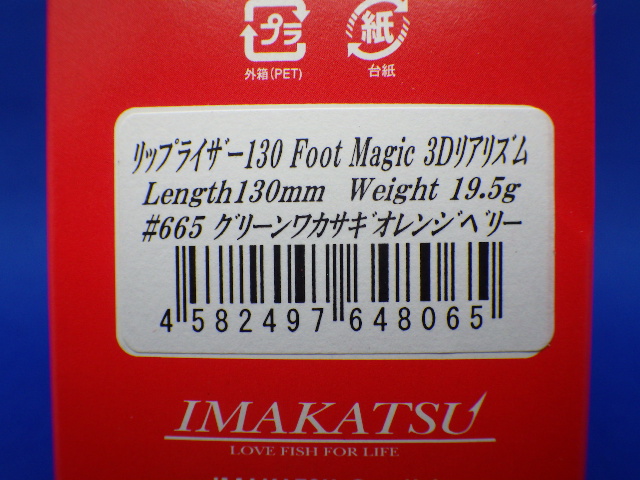 プラ 紙
外箱(PET) 台紙
リップライザー130 Foot Magic 3Dリアリズム
Length130mm Weight 19.5g
#665 グリーンワカサギオレンジベリー
4 582497 648065
IMAKATSU
LOVE FISH FOR LIFE